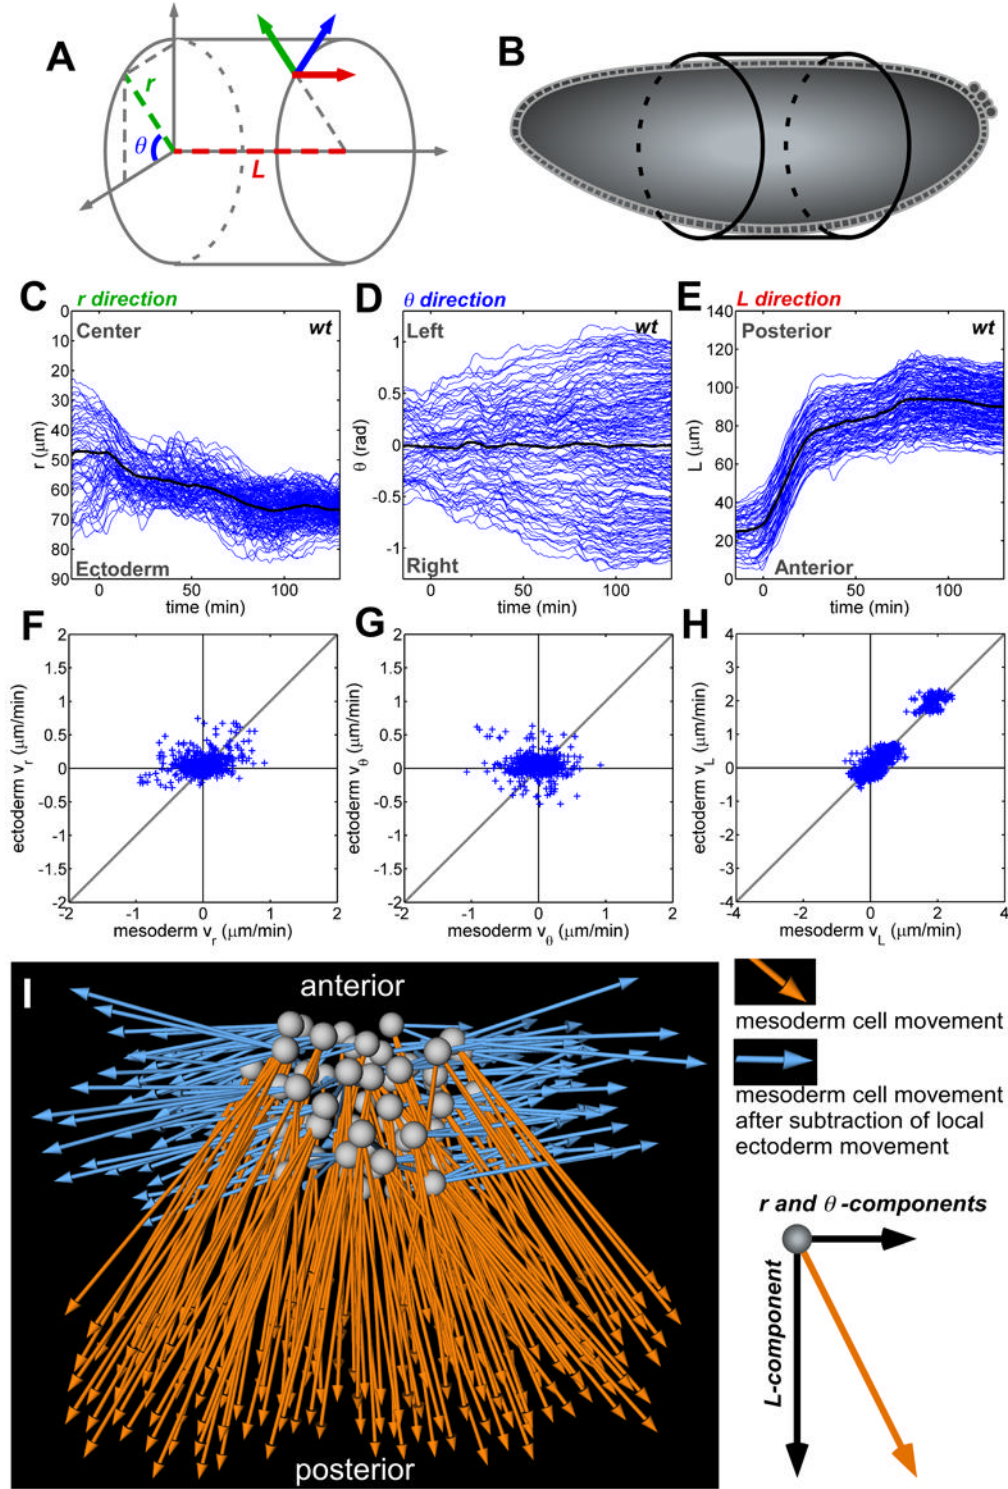 A
r
θ
L
B
C
r direction
Center
wt
Ectoderm
r (μm)
0
10
20
30
40
50
60
70
80
90
0
50
100
time (min)
D
θ direction
Left
wt
Right
θ (rad)
1
0.5
0
-0.5
-1
0
50
100
time (min)
E
L direction
Posterior
wt
Anterior
L (μm)
140
120
100
80
60
40
20
0
0
50
100
time (min)
F
ectoderm vr (μm/min)
2
1.5
1
0.5
0
-0.5
-1
-1.5
-2
-2
-1
0
1
2
mesoderm vr (μm/min)
G
ectoderm vθ (μm/min)
2
1.5
1
0.5
0
-0.5
-1
-1.5
-2
-2
-1
0
1
2
mesoderm vθ (μm/min)
H
ectoderm vL (μm/min)
4
3
2
1
0
-1
-2
-3
-4
-4
-2
0
2
4
mesoderm vL (μm/min)
I
anterior
posterior
mesoderm cell movement
mesoderm cell movement
after subtraction of local
ectoderm movement
r and θ -components
L-component